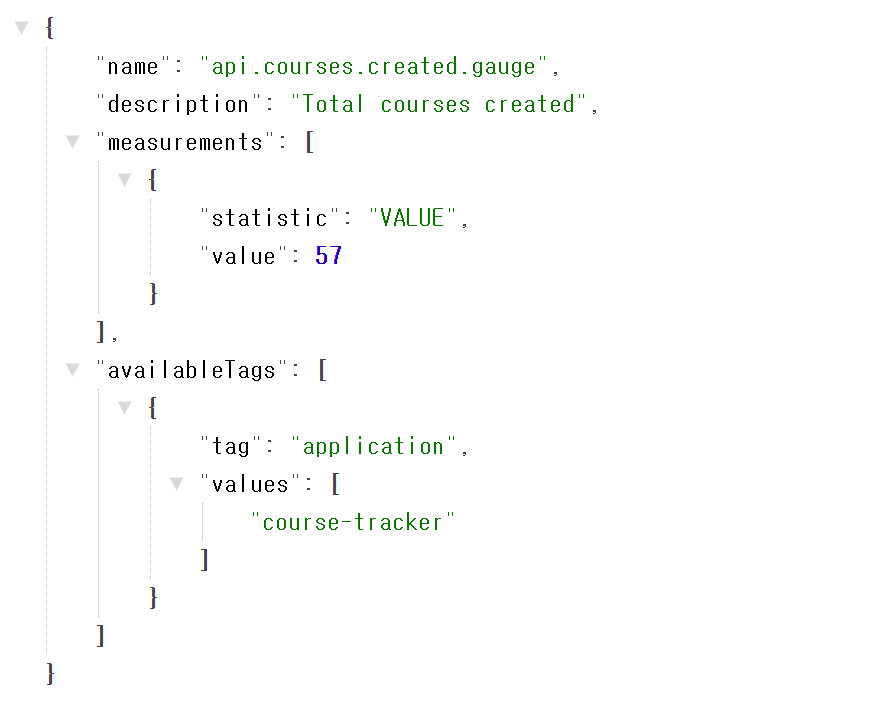 {
"name": "api.courses.created.gauge",
"description": "Total courses created",
"measurements": [
{
"statistic": "VALUE",
"value": 57
}
],
"availableTags": [
{
"tag": "application",
"values": [
"course-tracker"
]
}
]
}